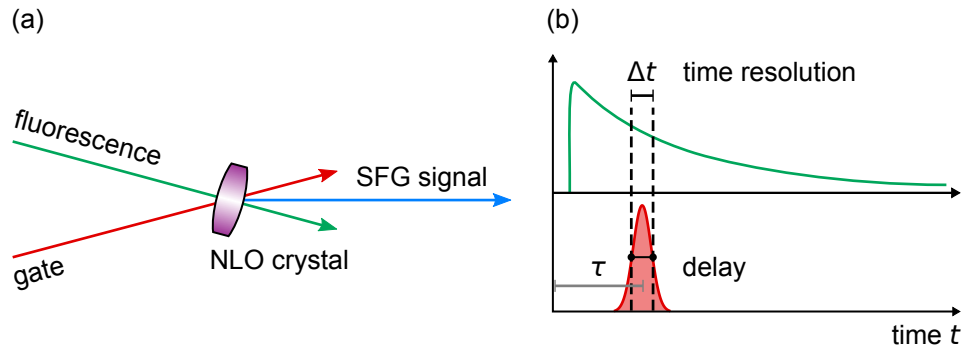 (a)
fluorescence
gate
SFG signal
NLO crystal
(b)
Δt time resolution
τ delay
time t